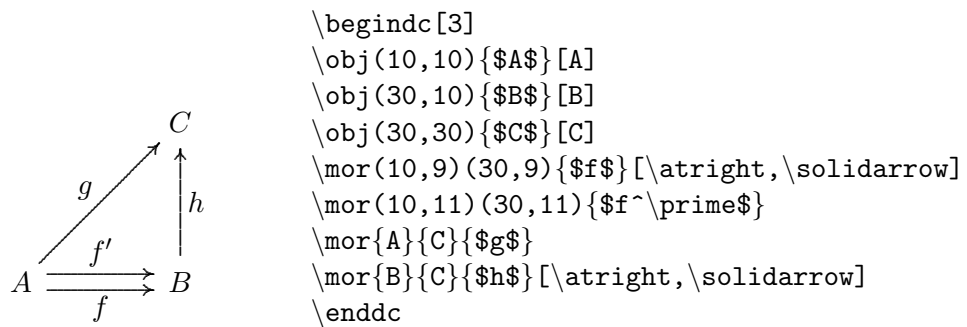 C
g
h
f′
A
B
f
\begindc[3]
\obj(10,10){$A$}[A]
\obj(30,10){$B$}[B]
\obj(30,30){$C$}[C]
\mor(10,9)(30,9){$f$}[\atright,\solidarrow]
\mor(10,11)(30,11){$f^\prime$}
\mor{A}{C}{$g$}
\mor{B}{C}{$h$}[\atright,\solidarrow]
\enddc